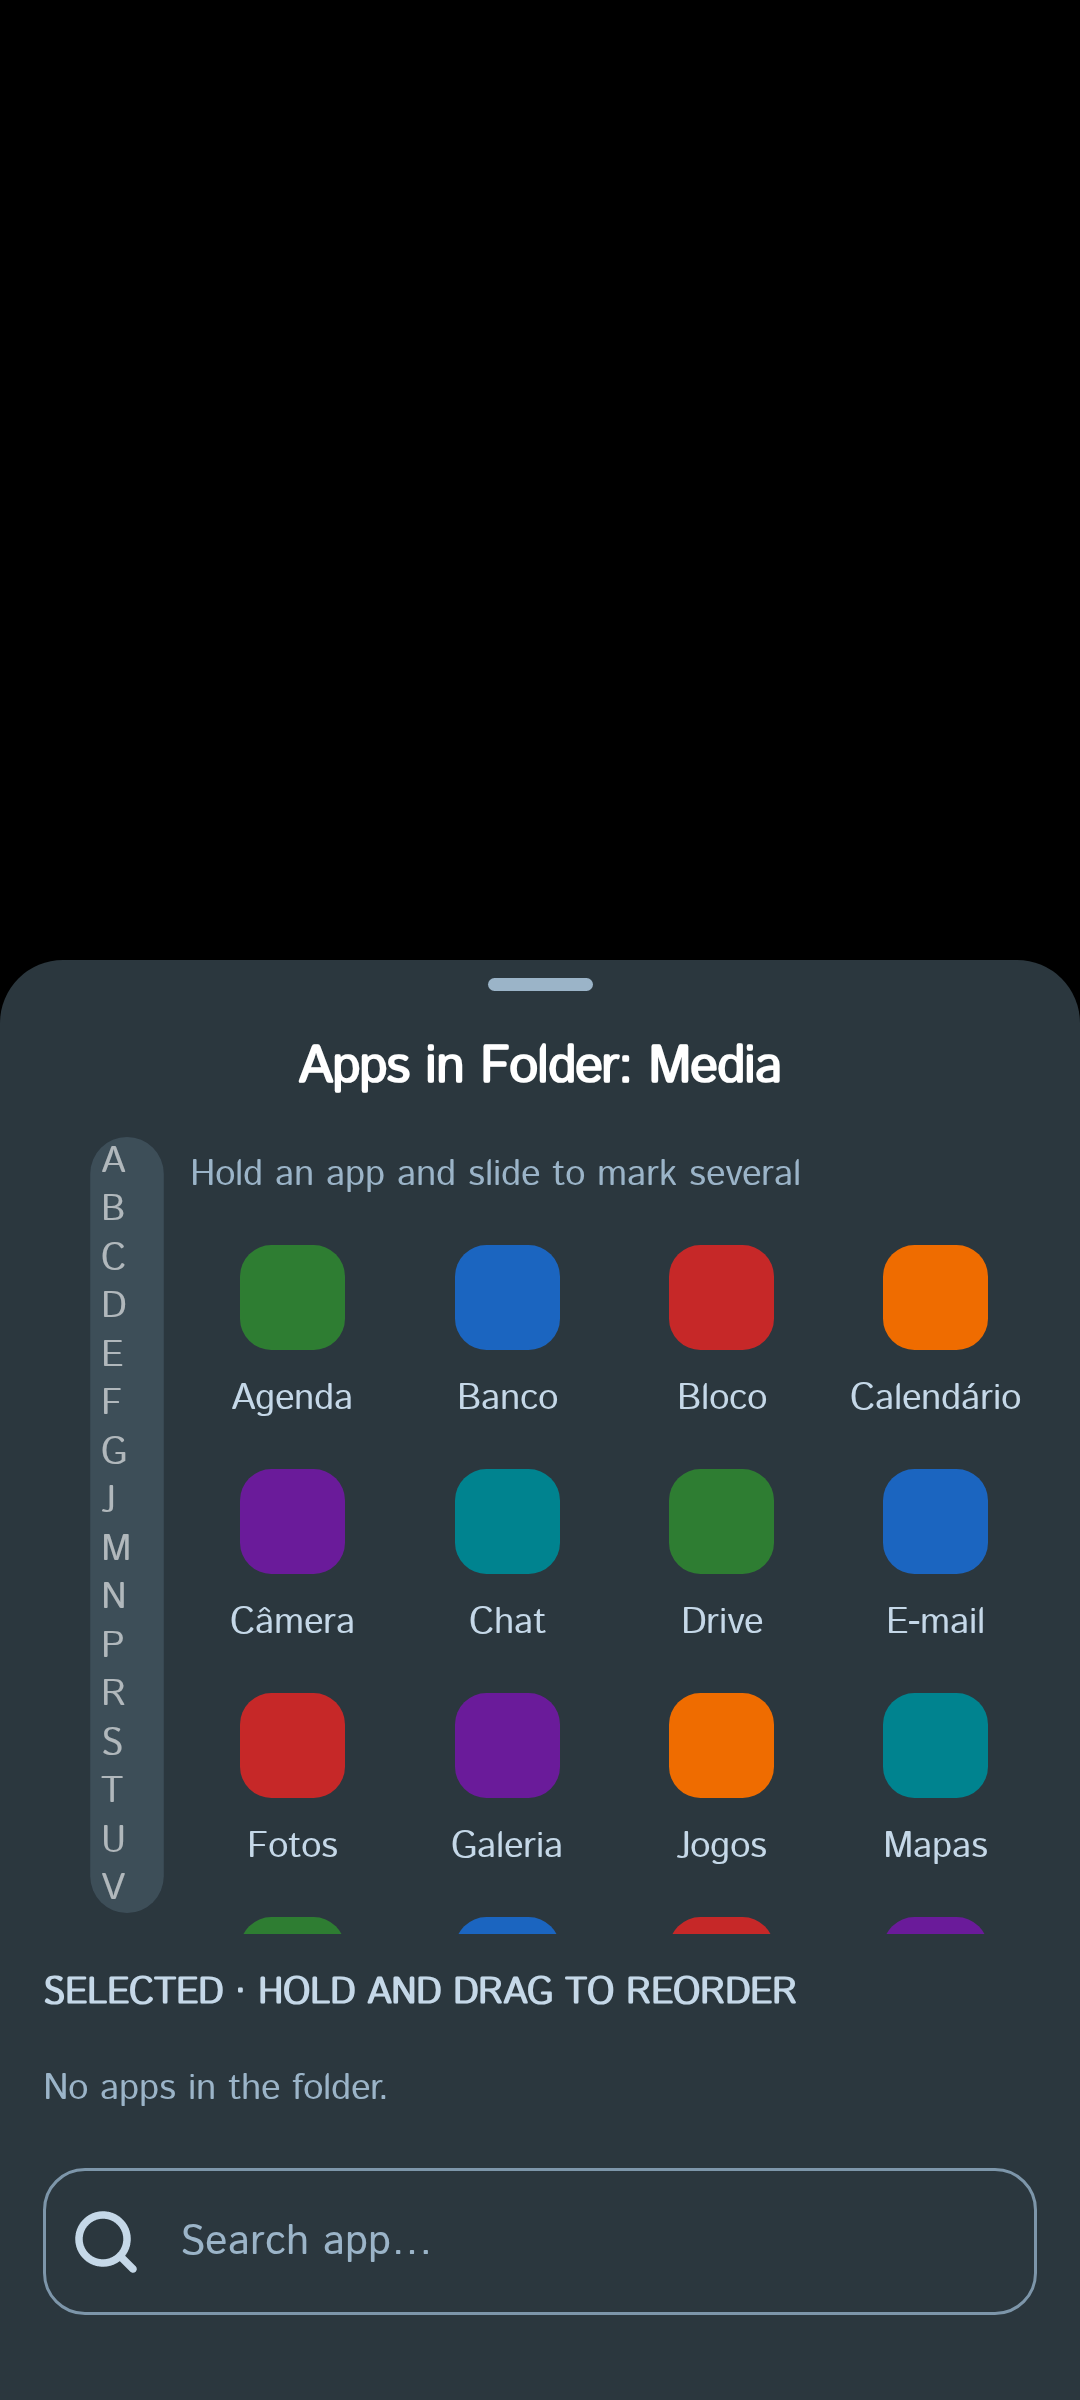 Apps in Folder: Media
A
B
C
D
E
F
G
J
M
N
P
R
S
T
U
V
Hold an app and slide to mark several
Agenda Banco Bloco Calendário
Câmera Chat Drive E-mail
Fotos Galeria Jogos Mapas
SELECTED · HOLD AND DRAG TO REORDER
No apps in the folder.
Search app...